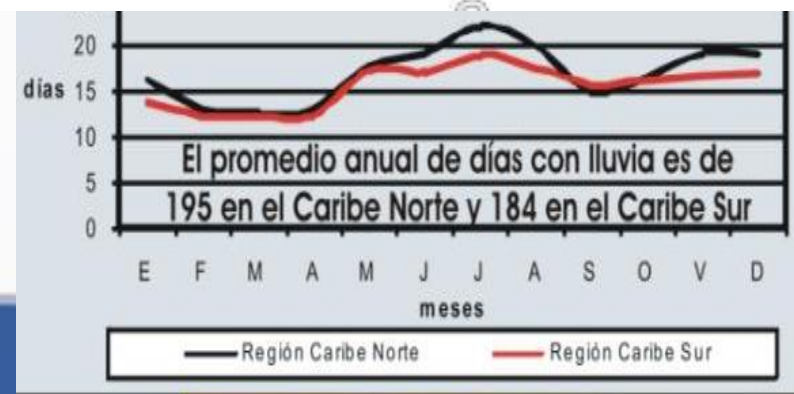 20
días 15
10
El promedio anual de días con lluvia es de
5
195 en el Caribe Norte y 184 en el Caribe Sur
0
E F M A M J J A S O V D
meses
Región Caribe Norte Región Caribe Sur